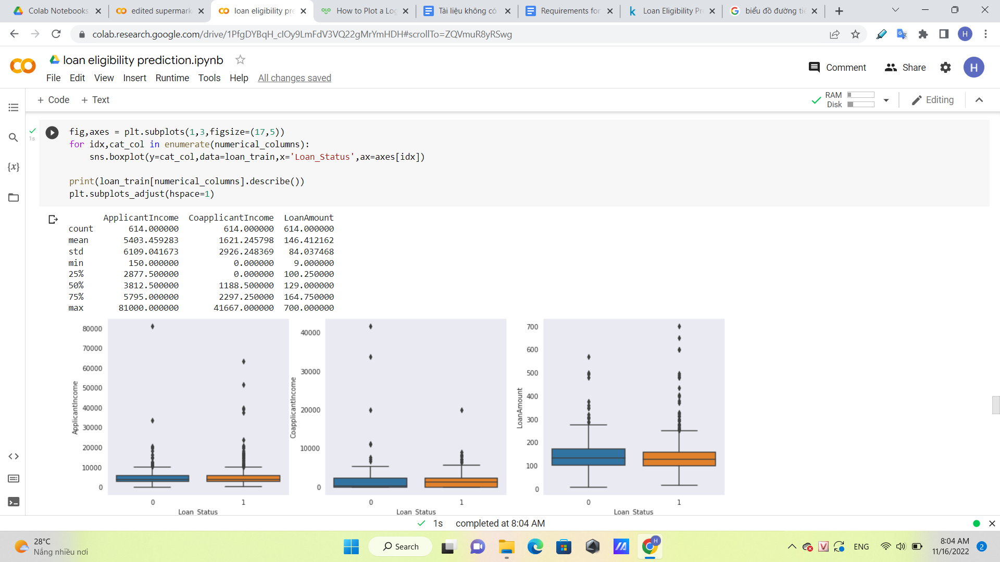 Colab Notebooks
edited supermark
loan eligibility pre
How to Plot a Log
Tài liệu không có
Requirements for
Loan Eligibility Pr
biểu đồ đường ti
colab.research.google.com/drive/1PfgDYBqH_cIOy9LmFdV3VQ22gMrYmHDH#scrollTo=ZQVmuR8yRSwg
H
loan eligibility prediction.ipynb
Comment
Share
H
File Edit View Insert Runtime Tools Help All changes saved
+ Code + Text
RAM
Disk
Editing
1s
fig,axes = plt.subplots(1,3,figsize=(17,5))
for idx,cat_col in enumerate(numerical_columns):
    sns.boxplot(y=cat_col,data=loan_train,x='Loan_Status',ax=axes[idx])
print(loan_train[numerical_columns].describe())
plt.subplots_adjust(hspace=1)
ApplicantIncome CoapplicantIncome LoanAmount
count 614.000000 614.000000 614.000000
mean 5403.459283 1621.245798 146.412162
std 6109.041673 2926.248369 84.037468
min 150.000000 0.000000 9.000000
25% 2877.500000 0.000000 100.250000
50% 3812.500000 1188.500000 129.000000
75% 5795.000000 2297.250000 164.750000
max 81000.000000 41667.000000 700.000000
80000
70000
60000
50000
40000
30000
20000
10000
0
ApplicantIncome
0 1
Loan_Status
40000
30000
20000
10000
0
CoapplicantIncome
0 1
Loan_Status
700
600
500
400
300
200
100
0
LoanAmount
0 1
Loan_Status
1s completed at 8:04 AM
28°C
Nắng nhiều nơi
Search
H
ENG
8:04 AM
11/16/2022
2